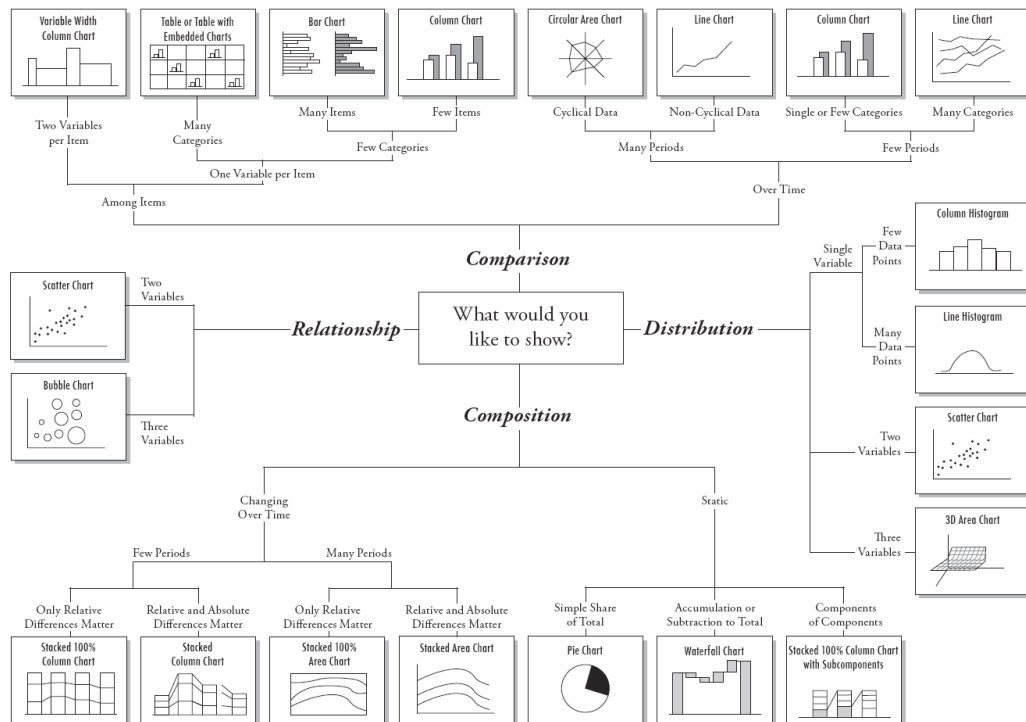 Variable Width
Column Chart
Table or Table with
Embedded Charts
Bar Chart
Column Chart
Circular Area Chart
Line Chart
Column Chart
Line Chart
Two Variables
per Item
Many
Categories
Many Items
Few Items
Cyclical Data
Non-Cyclical Data
Single or Few Categories
Many Categories
Few Categories
Many Periods
Few Periods
One Variable per Item
Over Time
Among Items
Comparison
What would you
like to show?
Relationship
Two
Variables
Scatter Chart
Three
Variables
Bubble Chart
Distribution
Single
Variable
Few
Data
Points
Column Histogram
Many
Data
Points
Line Histogram
Two
Variables
Scatter Chart
Three
Variables
3D Area Chart
Composition
Changing
Over Time
Static
Few Periods
Many Periods
Only Relative
Differences Matter
Relative and Absolute
Differences Matter
Only Relative
Differences Matter
Relative and Absolute
Differences Matter
Simple Share
of Total
Accumulation or
Subtraction to Total
Components
of Components
Stacked 100%
Column Chart
Stacked
Column Chart
Stacked 100%
Area Chart
Stacked Area Chart
Pie Chart
Waterfall Chart
Stacked 100% Column Chart
with Subcomponents